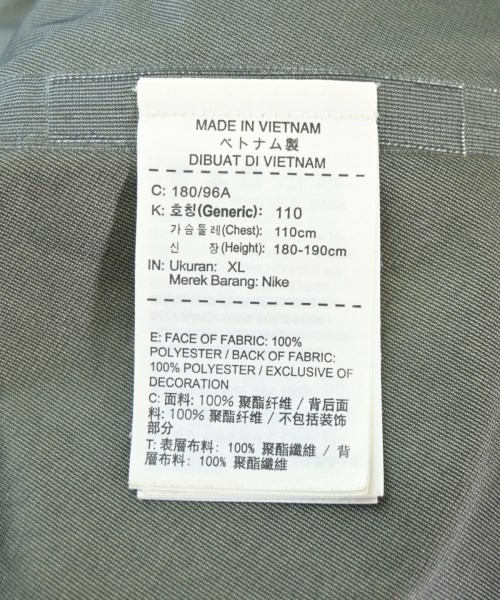 MADE IN VIETNAM
ベトナム製
DIBUAT DI VIETNAM
C: 180/96A
K: 호칭(Generic): 110
가슴둘레(Chest): 110cm
신 장(Height): 180-190cm
IN: Ukuran: XL
Merek Barang: Nike
E: FACE OF FABRIC: 100%
POLYESTER / BACK OF FABRIC:
100% POLYESTER / EXCLUSIVE OF
DECORATION
C: 面料: 100% 聚酯纤维 / 背后面
料: 100% 聚酯纤维 / 不包括装饰
部分
T: 表層布料: 100% 聚酯纖維 / 背
層布料: 100% 聚酯纖維